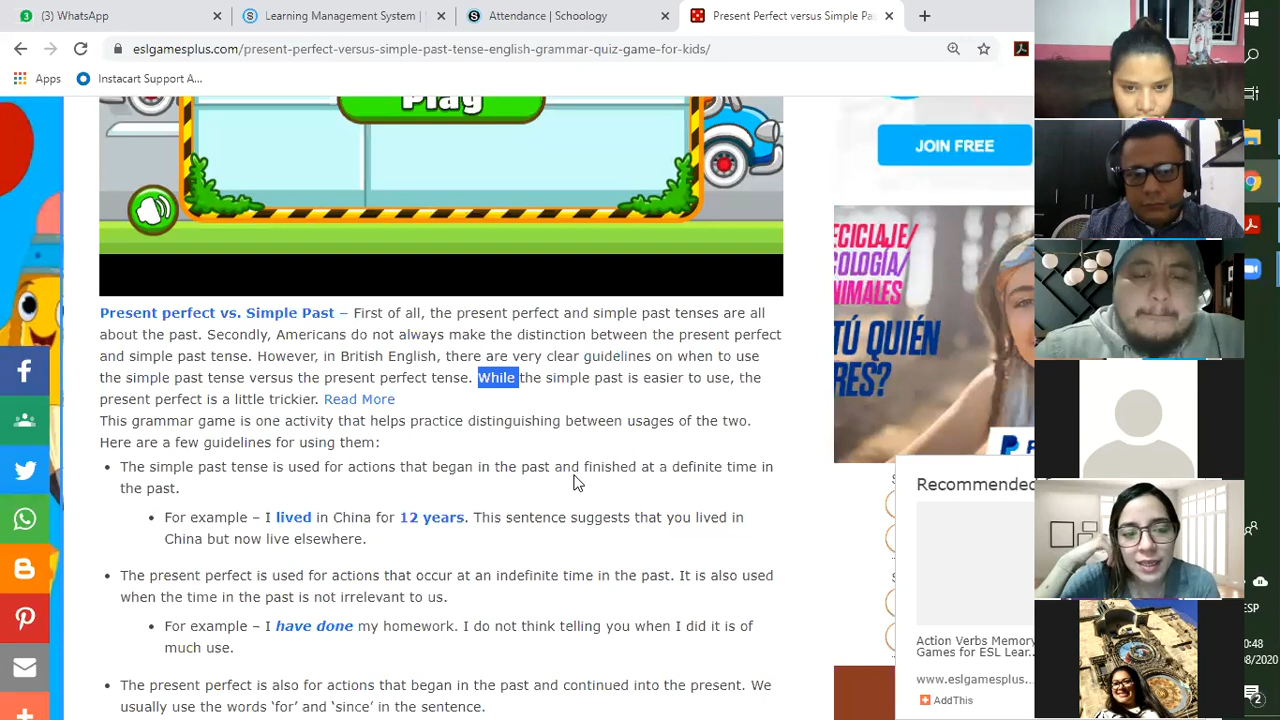 (3) WhatsApp
Learning Management System |
Attendance | Schoology
Present Perfect versus Simple Pas
eslgamesplus.com/present-perfect-versus-simple-past-tense-english-grammar-quiz-game-for-kids/
Apps
Instacart Support A...
Play
JOIN FREE
ECICLAJE/
COLOGÍA/
NIMALES
TÚ QUIÉN
RES?
Present perfect vs. Simple Past – First of all, the present perfect and simple past tenses are all
about the past. Secondly, Americans do not always make the distinction between the present perfect
and simple past tense. However, in British English, there are very clear guidelines on when to use
the simple past tense versus the present perfect tense. While the simple past is easier to use, the
present perfect is a little trickier. Read More
This grammar game is one activity that helps practice distinguishing between usages of the two.
Here are a few guidelines for using them:
• The simple past tense is used for actions that began in the past and finished at a definite time in
the past.
• For example – I lived in China for 12 years. This sentence suggests that you lived in
China but now live elsewhere.
• The present perfect is used for actions that occur at an indefinite time in the past. It is also used
when the time in the past is not irrelevant to us.
• For example – I have done my homework. I do not think telling you when I did it is of
much use.
• The present perfect is also for actions that began in the past and continued into the present. We
usually use the words 'for' and 'since' in the sentence.
Recommended
Action Verbs Memory
Games for ESL Lear...
www.eslgamesplus...
AddThis
ESP
0:48
8/2020
2